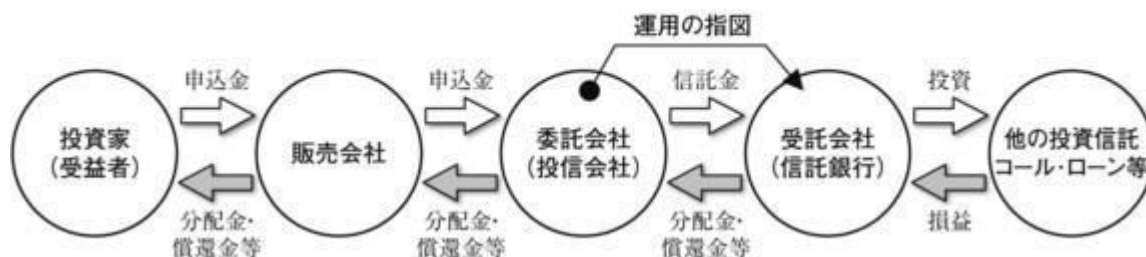 運用の指図
申込金
申込金
信託金
投資
投資家
(受益者)
販売会社
委託会社
(投信会社)
受託会社
(信託銀行)
他の投資信託
コール・ローン等
分配金・
償還金等
分配金・
償還金等
分配金・
償還金等
損益